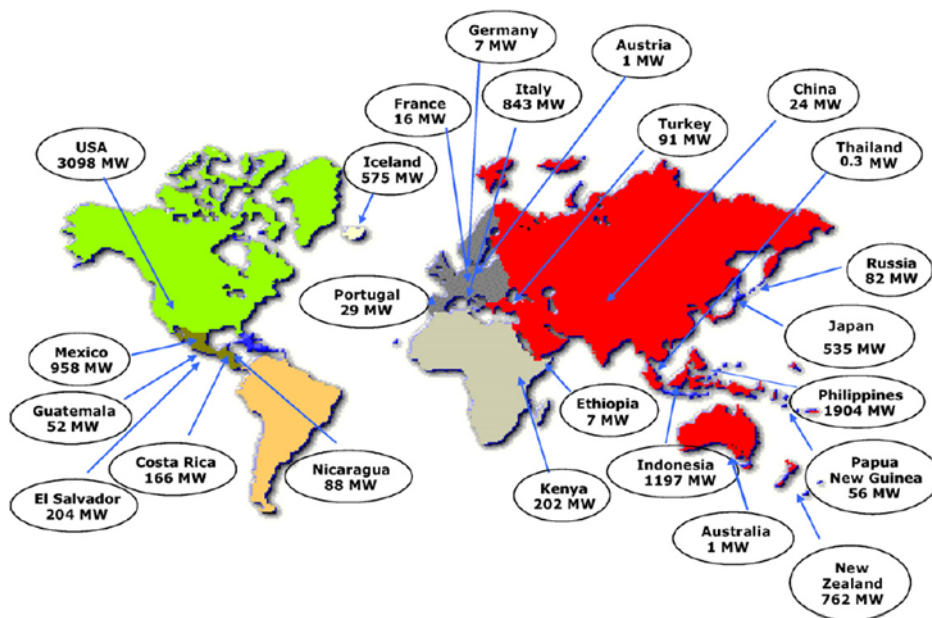 Germany
7 MW
Austria
1 MW
Italy
843 MW
China
24 MW
France
16 MW
Turkey
91 MW
Thailand
0.3 MW
USA
3098 MW
Iceland
575 MW
Russia
82 MW
Portugal
29 MW
Japan
535 MW
Mexico
958 MW
Philippines
1904 MW
Guatemala
52 MW
Ethiopia
7 MW
Costa Rica
166 MW
Nicaragua
88 MW
Indonesia
1197 MW
Papua
New Guinea
56 MW
El Salvador
204 MW
Kenya
202 MW
Australia
1 MW
New
Zealand
762 MW